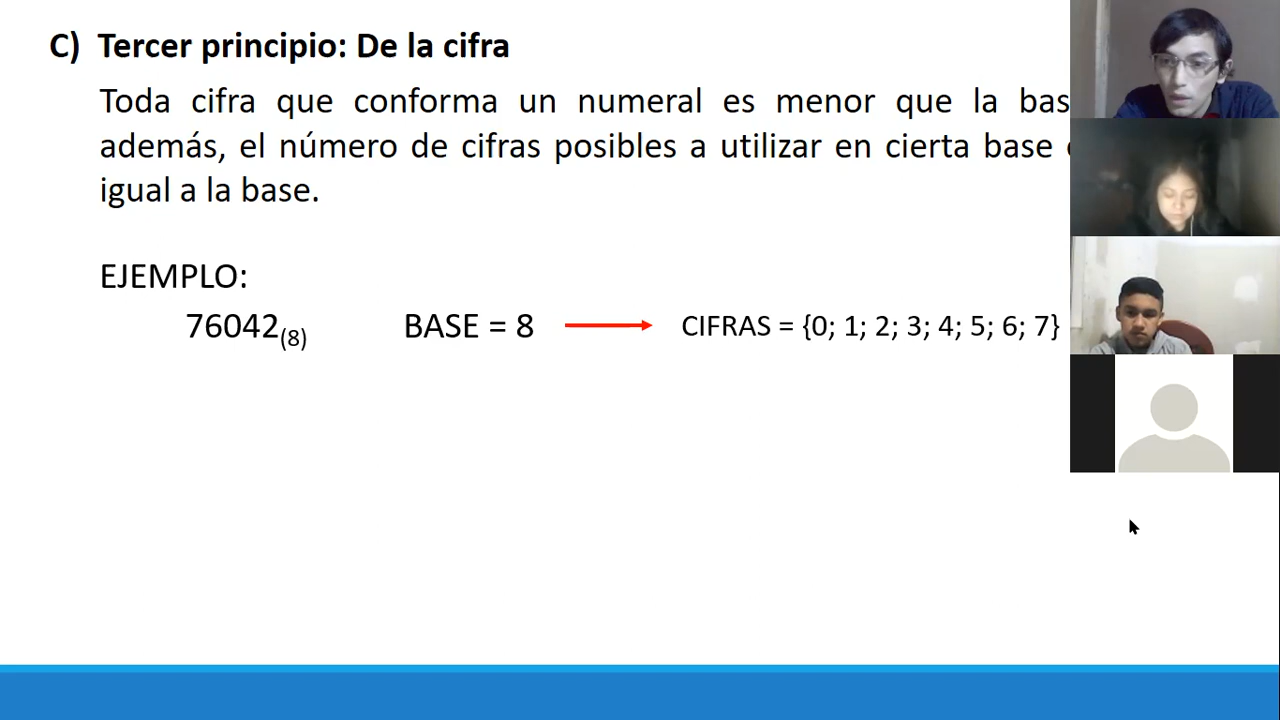 C) Tercer principio: De la cifra
Toda cifra que conforma un numeral es menor que la
además, el número de cifras posibles a utilizar en cierta base
igual a la base.
EJEMPLO:
76042(8) BASE = 8 CIFRAS = {0; 1; 2; 3; 4; 5; 6; 7}